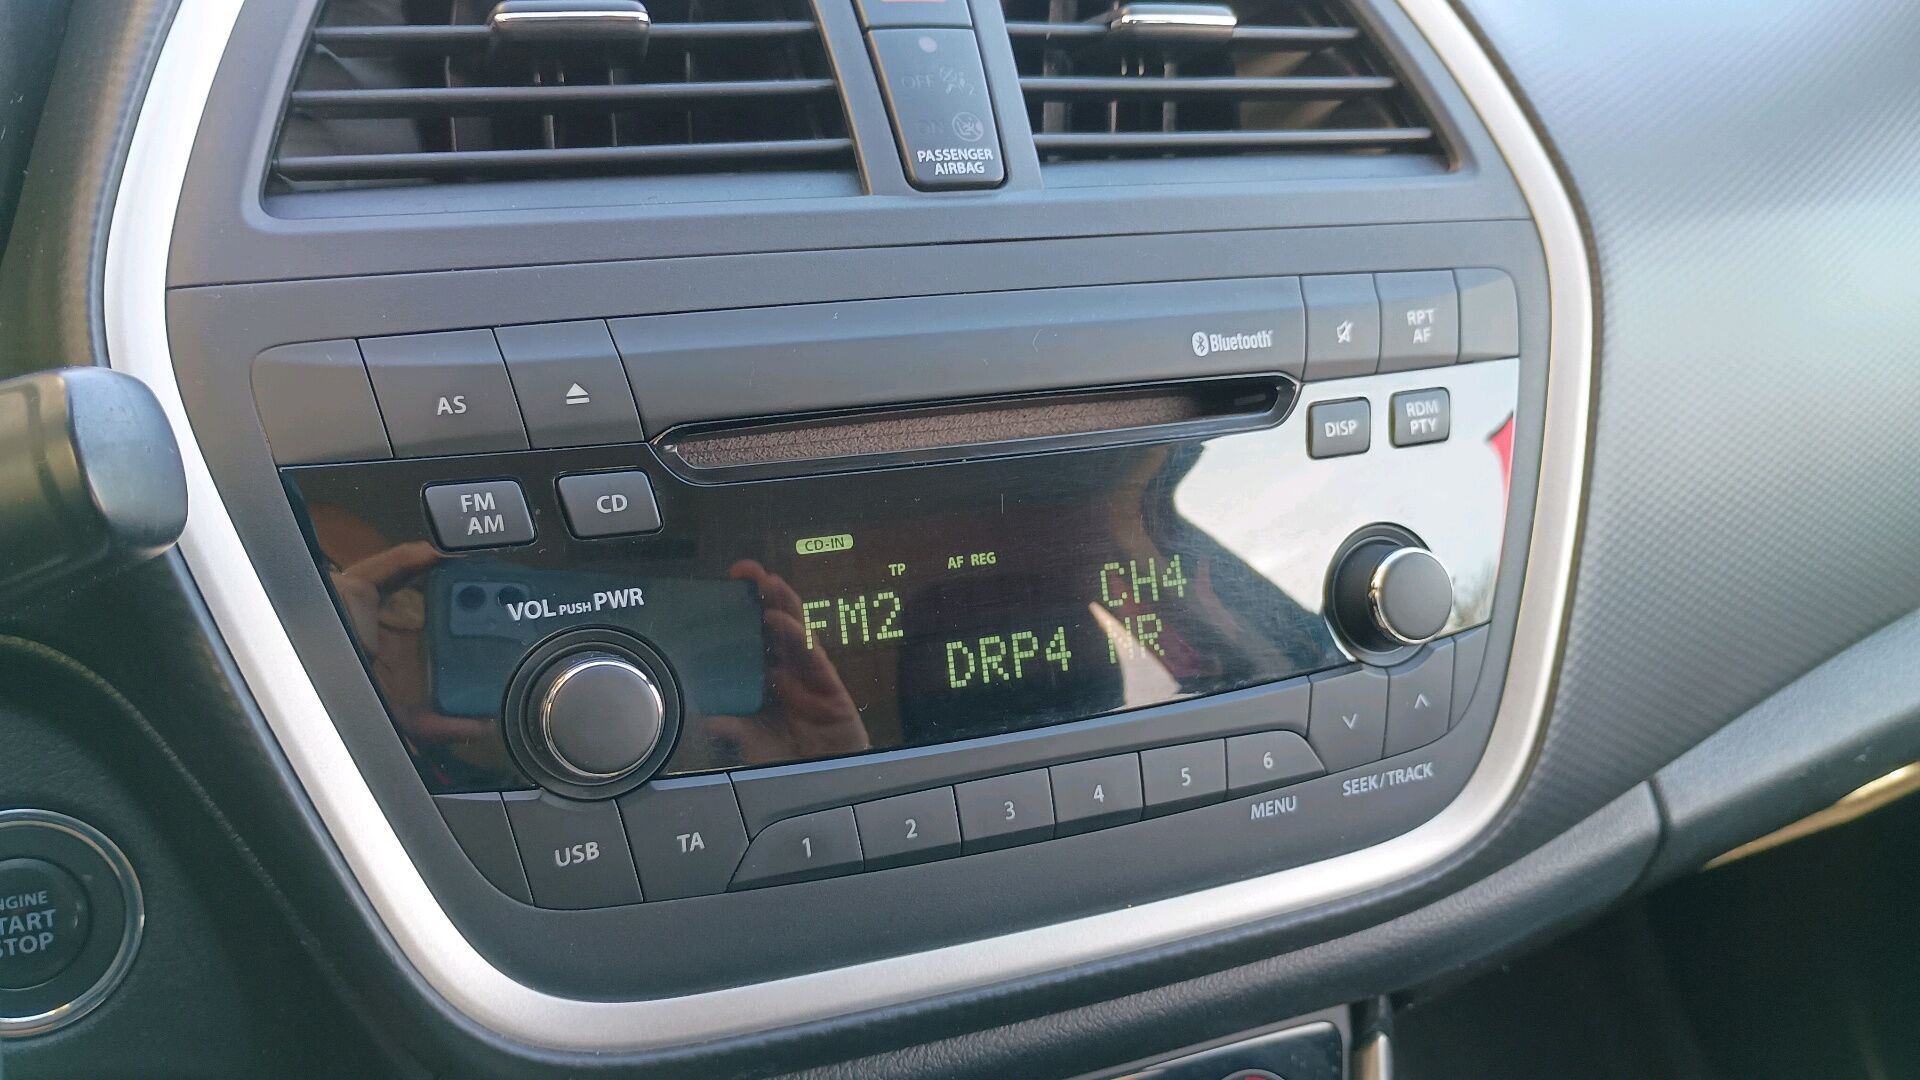 OFF
ON
PASSENGER
AIRBAG
Bluetooth
RPT
AF
AS
DISP
RDM
PTY
FM
AM
CD
CD-IN
TP AF REG
VOL PUSH PWR
FM2 CH4
DRP4 NR
1 2 3 4 5 6
MENU
SEEK/TRACK
USB
TA
NGINE
TART
STOP